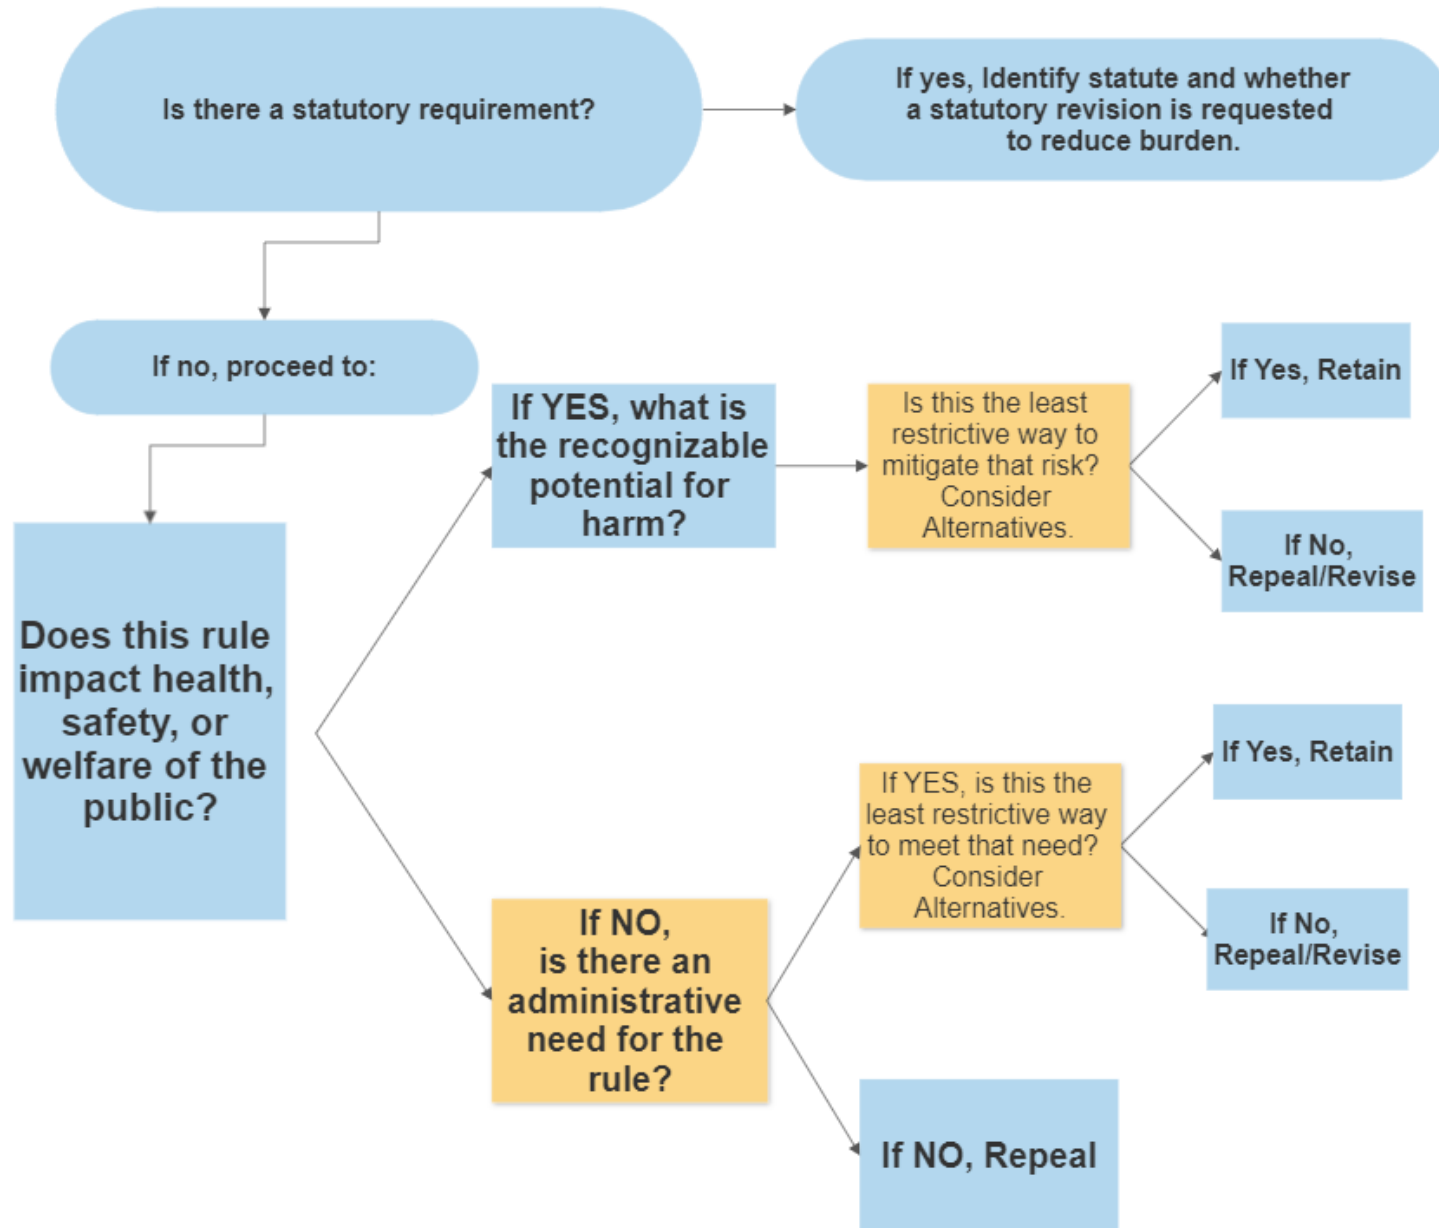 Is there a statutory requirement?
If yes, Identify statute and whether
a statutory revision is requested
to reduce burden.
If no, proceed to:
Does this rule
impact health,
safety, or
welfare of the
public?
If YES, what is
the recognizable
potential for
harm?
Is this the least
restrictive way to
mitigate that risk?
Consider
Alternatives.
If Yes, Retain
If No,
Repeal/Revise
If NO,
is there an
administrative
need for the
rule?
If YES, is this the
least restrictive way
to meet that need?
Consider
Alternatives.
If Yes, Retain
If No,
Repeal/Revise
If NO, Repeal